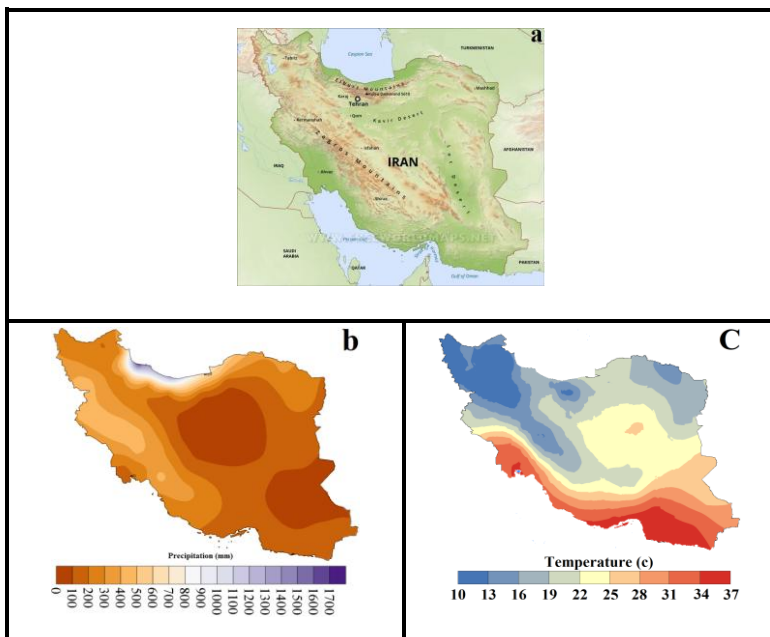 a
Caspian Sea
TURKMENISTAN
Tabriz
Elburz Mountains
Mashhad
Karaj
Tehran
Qom
Kavir Desert
Kermanshah
Isfahan
AFGHANISTAN
Zagros Mountains
IRAN
Lut Desert
IRAQ
Ahvaz
Shiraz
SAUDI
ARABIA
QATAR
Gulf of Oman
PAKISTAN
b
Precipitation (mm)
0 100 200 300 400 500 600 700 800 900 1000 1100 1200 1300 1400 1500 1600 1700
C
Temperature (c)
10 13 16 19 22 25 28 31 34 37